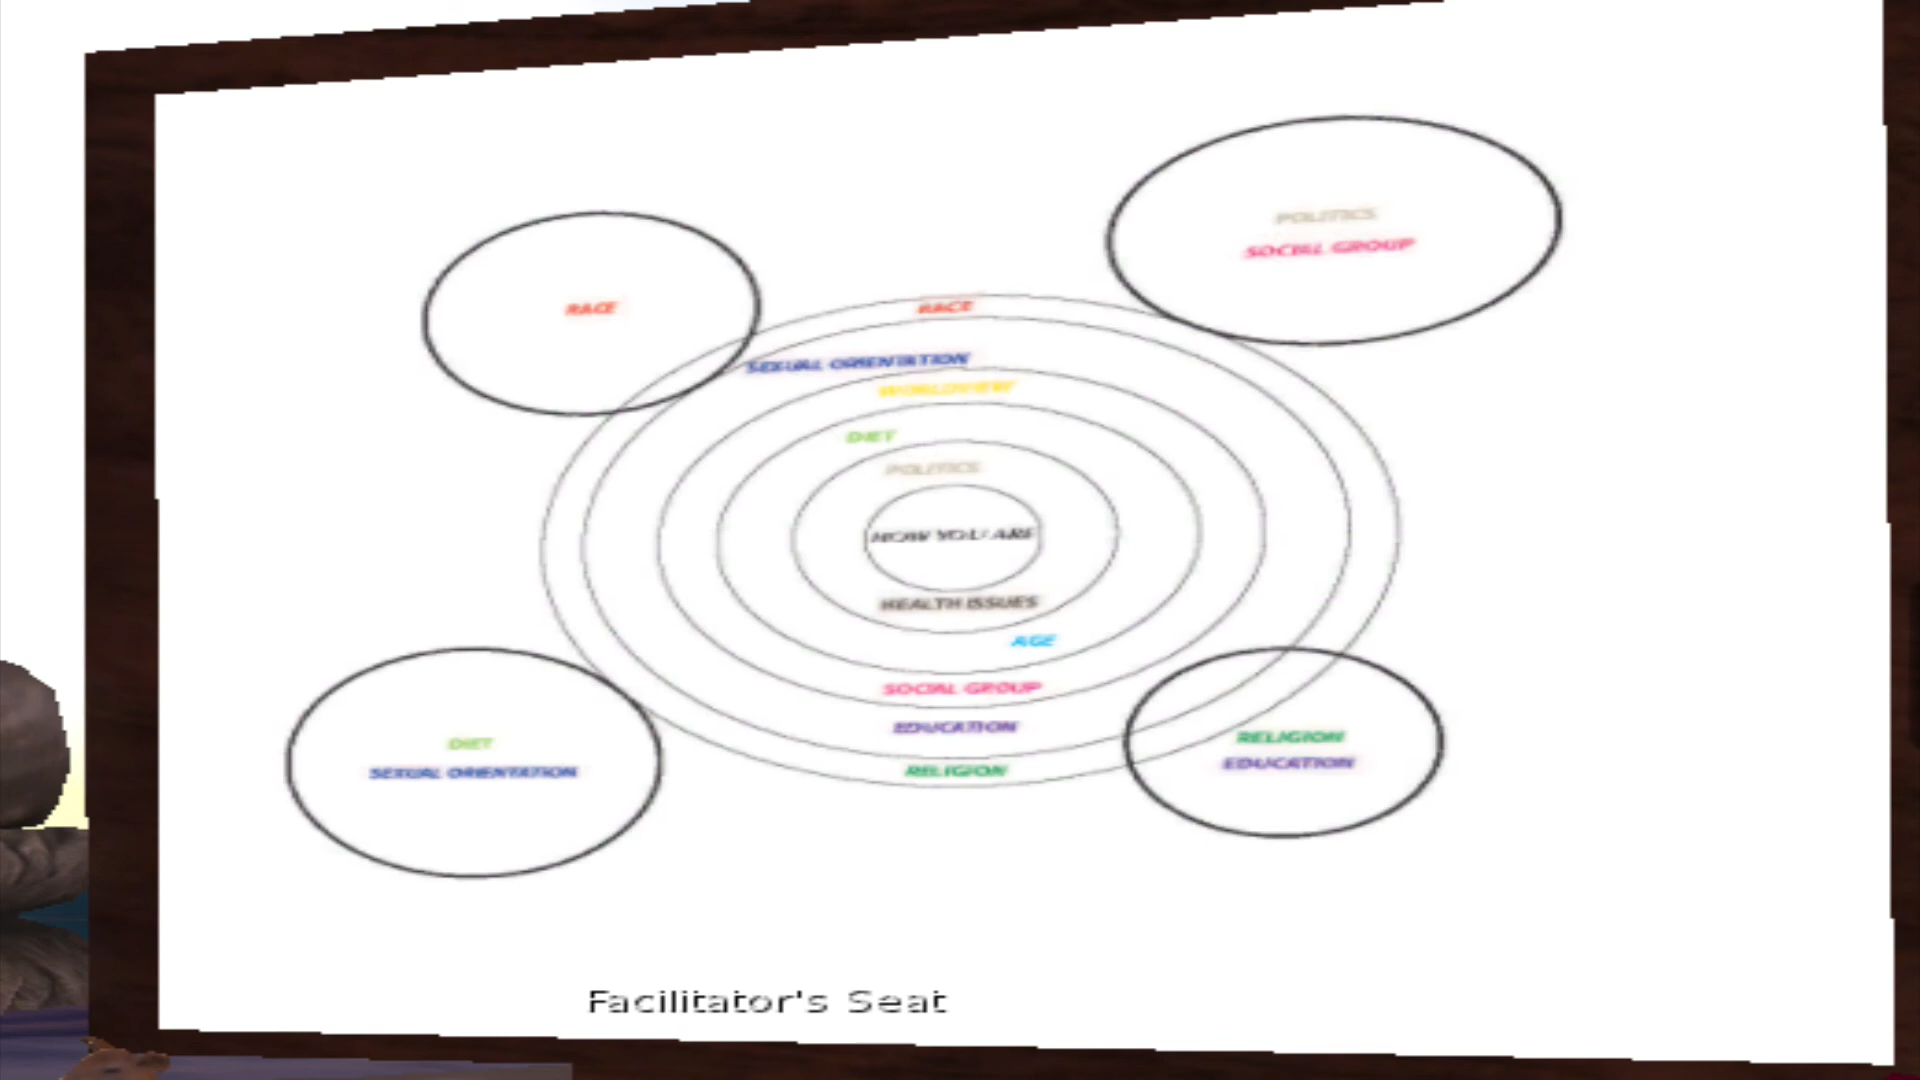 POLITICS
SOCIAL GROUP
RACE
RACE
SEXUAL ORIENTATION
WORLDVIEW
DIET
POLITICS
HOW YOU ARE
HEALTH ISSUES
AGE
SOCIAL GROUP
EDUCATION
RELIGION
DIET
SEXUAL ORIENTATION
RELIGION
EDUCATION
Facilitator's Seat